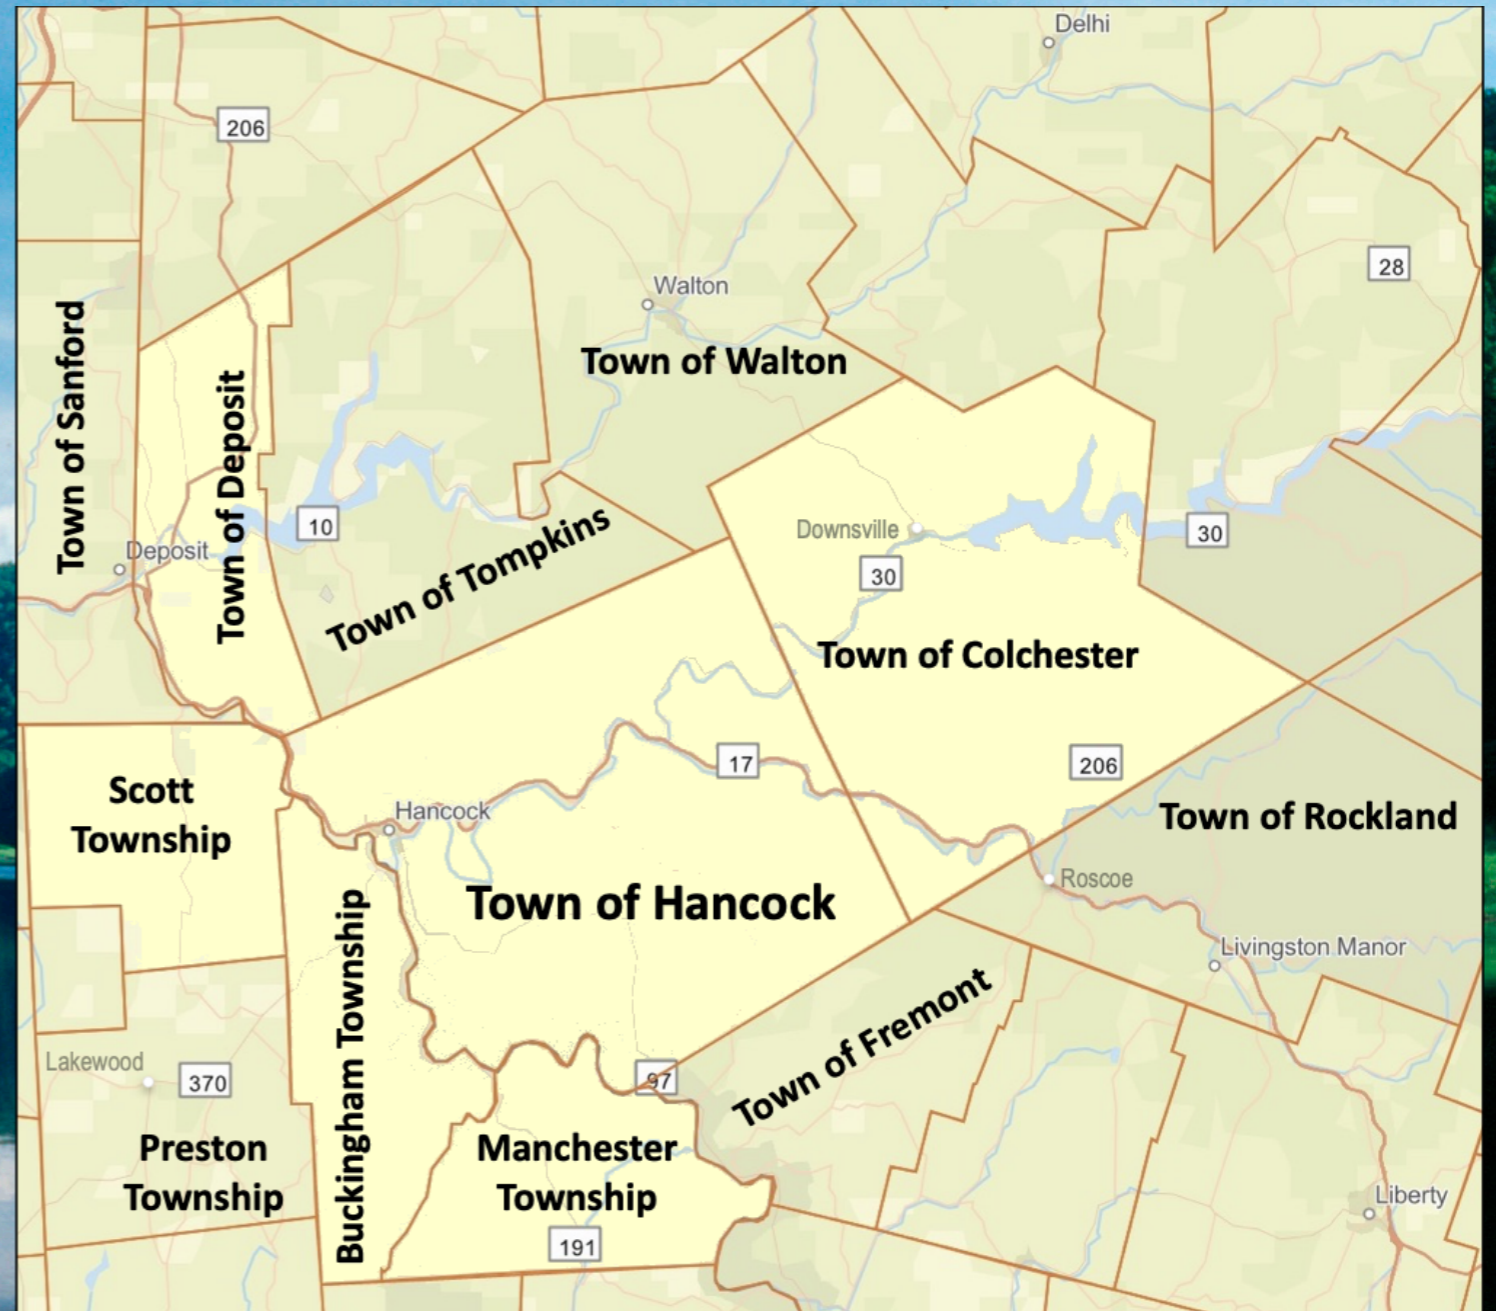 Delhi
206
28
Walton
Town of Walton
Town of Sanford
Town of Deposit
10
Deposit
Town of Tompkins
Downsville
30
30
Town of Colchester
17
206
Scott
Township
Hancock
Town of Rockland
Town of Hancock
Roscoe
Buckingham Township
Livingston Manor
Town of Fremont
Lakewood
370
97
Preston
Township
Manchester
Township
191
Liberty